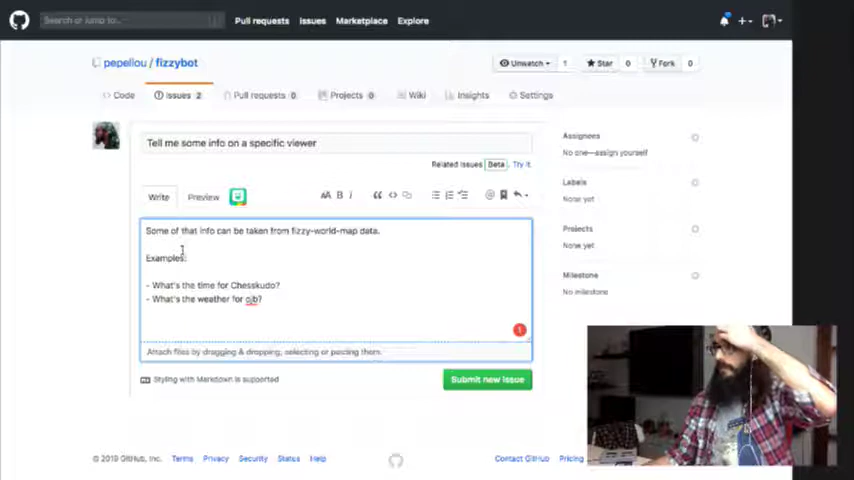 Search or jump to...
Pull requests Issues Marketplace Explore
pepellou / fizzybot
Unwatch 1 Star 0 Fork 0
Code Issues 2 Pull requests 0 Projects 0 Wiki Insights Settings
Tell me some info on a specific viewer
Related Issues Beta Try it.
Write Preview
Some of that info can be taken from fizzy-world-map data.
Examples:
- What's the time for Chesskudo?
- What's the weather for ojb?
1
Attach files by dragging & dropping, selecting or pasting them.
Styling with Markdown is supported
Submit new issue
Assignees
No one—assign yourself
Labels
None yet
Projects
None yet
Milestone
No milestone
© 2019 GitHub, Inc. Terms Privacy Security Status Help
Contact GitHub Pricing